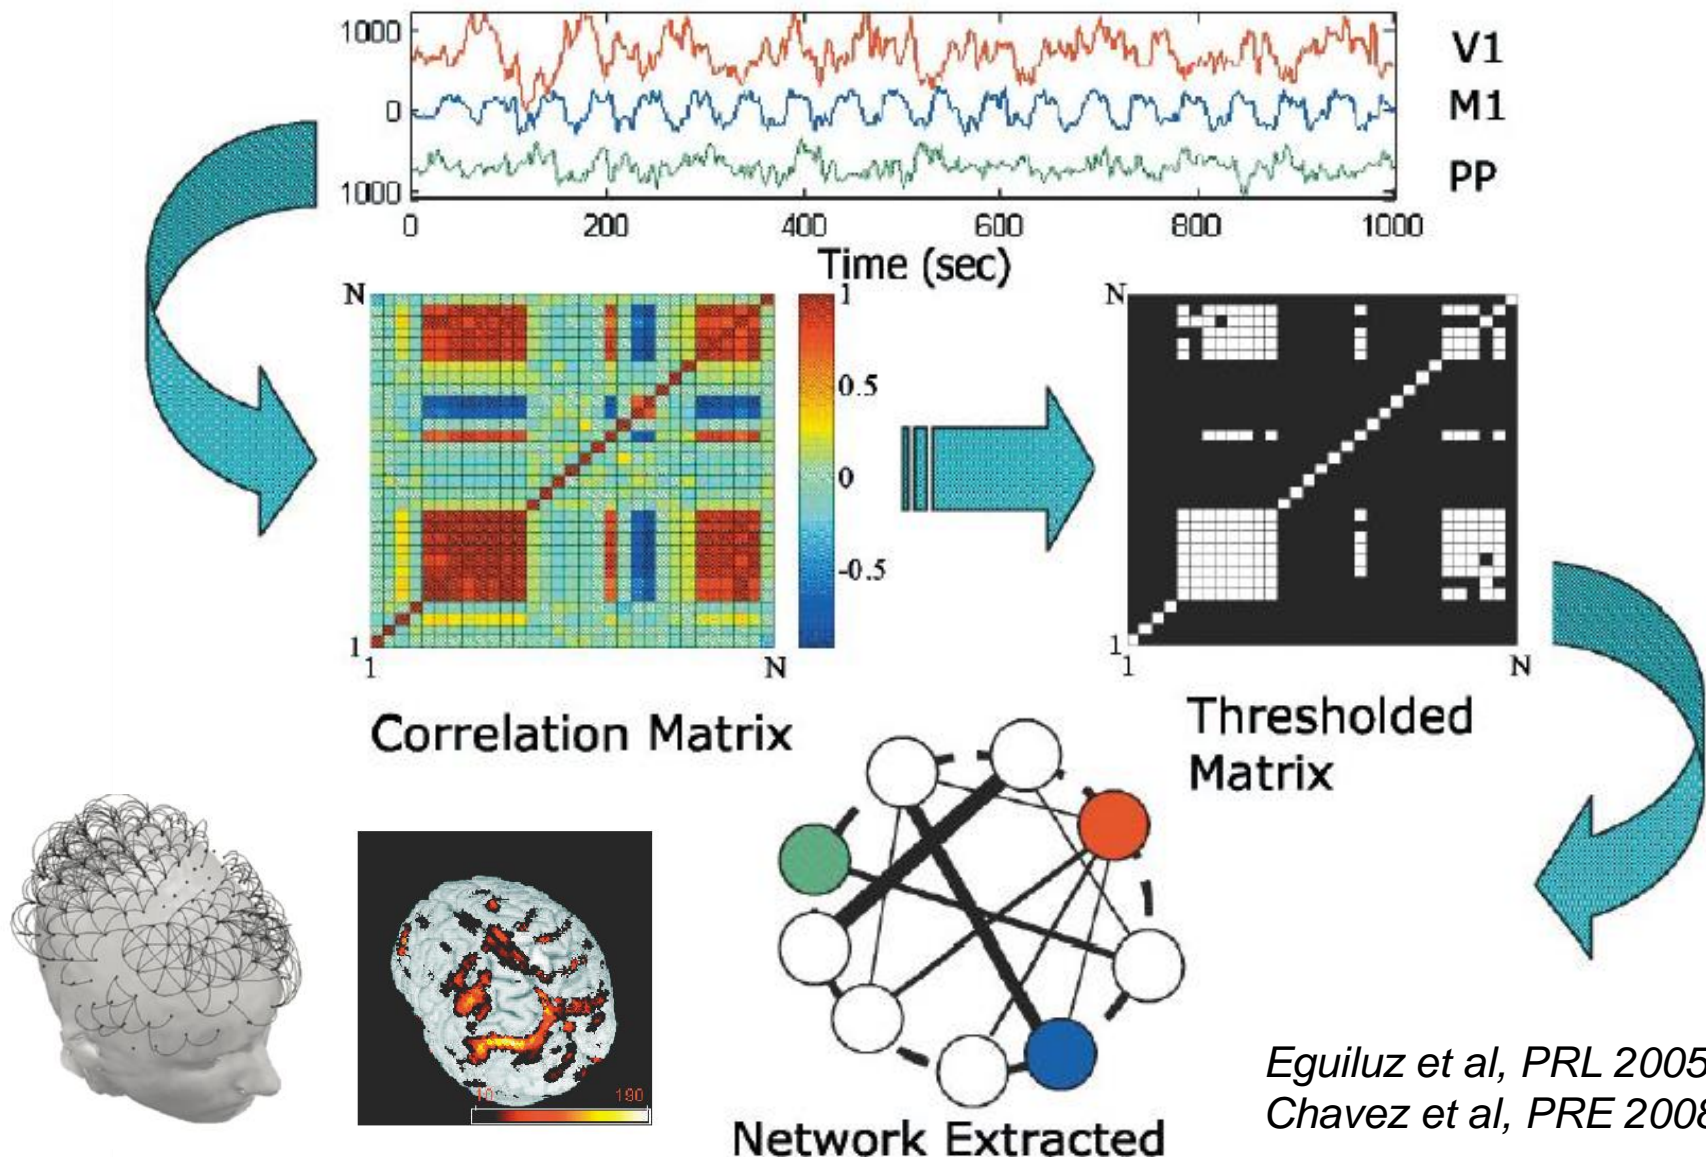 1000
0
1000
V1
M1
PP
0 200 400 600 800 1000
Time (sec)
N
1
1
N
1
0.5
0
-0.5
N
1
1
N
Correlation Matrix
Thresholded
Matrix
10 190
Network Extracted
Eguiluz et al, PRL 2005
Chavez et al, PRE 2008